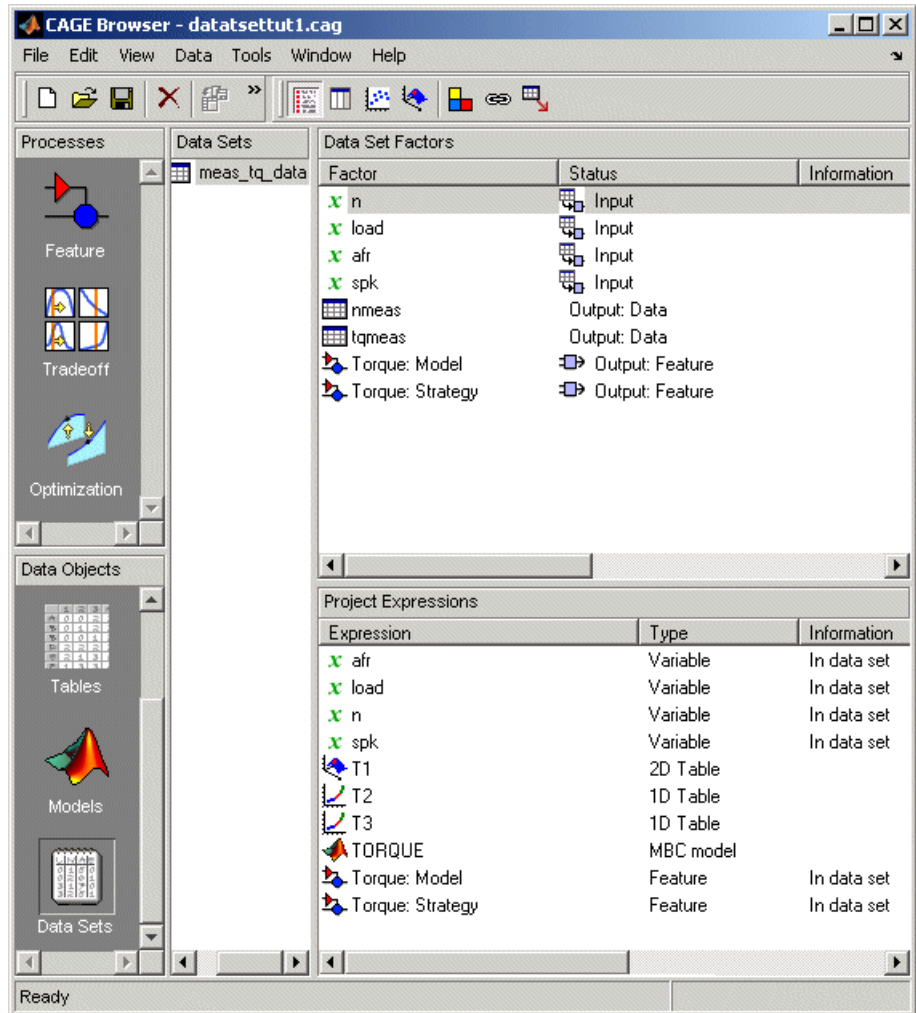 CAGE Browser - datatsettut1.cag
File Edit View Data Tools Window Help
Processes
Feature
Tradeoff
Optimization
Data Objects
Tables
Models
Data Sets
Data Sets
meas_tq_data
Data Set Factors
Factor Status Information
n Input
load Input
afr Input
spk Input
nmeas Output: Data
tqmeas Output: Data
Torque: Model Output: Feature
Torque: Strategy Output: Feature
Project Expressions
Expression Type Information
afr Variable In data set
load Variable In data set
n Variable In data set
spk Variable In data set
T1 2D Table
T2 1D Table
T3 1D Table
TORQUE MBC model
Torque: Model Feature In data set
Torque: Strategy Feature In data set
Ready